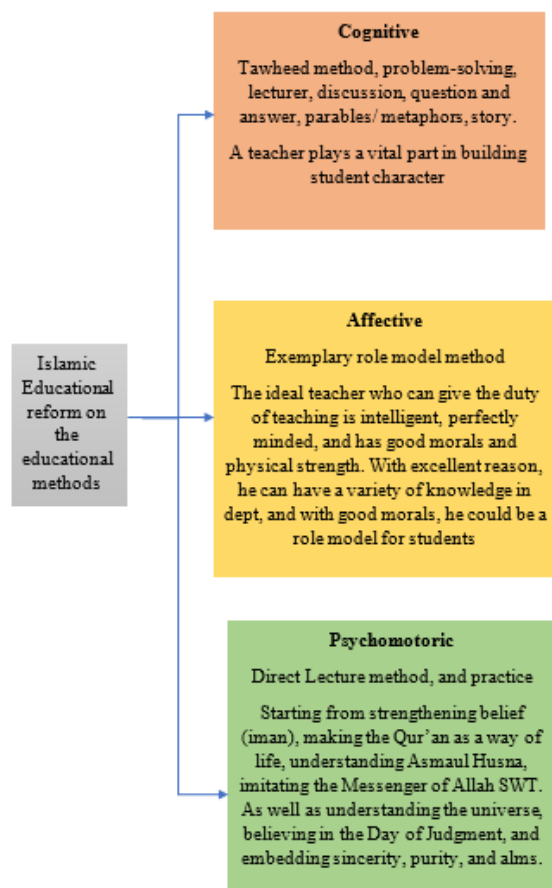 Cognitive
Tawheed method, problem-solving,
lecturer, discussion, question and
answer, parables/ metaphors, story.
A teacher plays a vital part in building
student character
Islamic
Educational
reform on
the
educational
methods
Affective
Exemplary role model method
The ideal teacher who can give the duty
of teaching is intelligent, perfectly
minded, and has good morals and
physical strength. With excellent reason,
he can have a variety of knowledge in
dept, and with good morals, he could be a
role model for students
Psychomotoric
Direct Lecture method, and practice
Starting from strengthening belief
(iman), making the Qur’an as a way of
life, understanding Asmaul Husna,
imitating the Messenger of Allah SWT.
As well as understanding the universe,
believing in the Day of Judgment, and
embedding sincerity, purity, and alms.